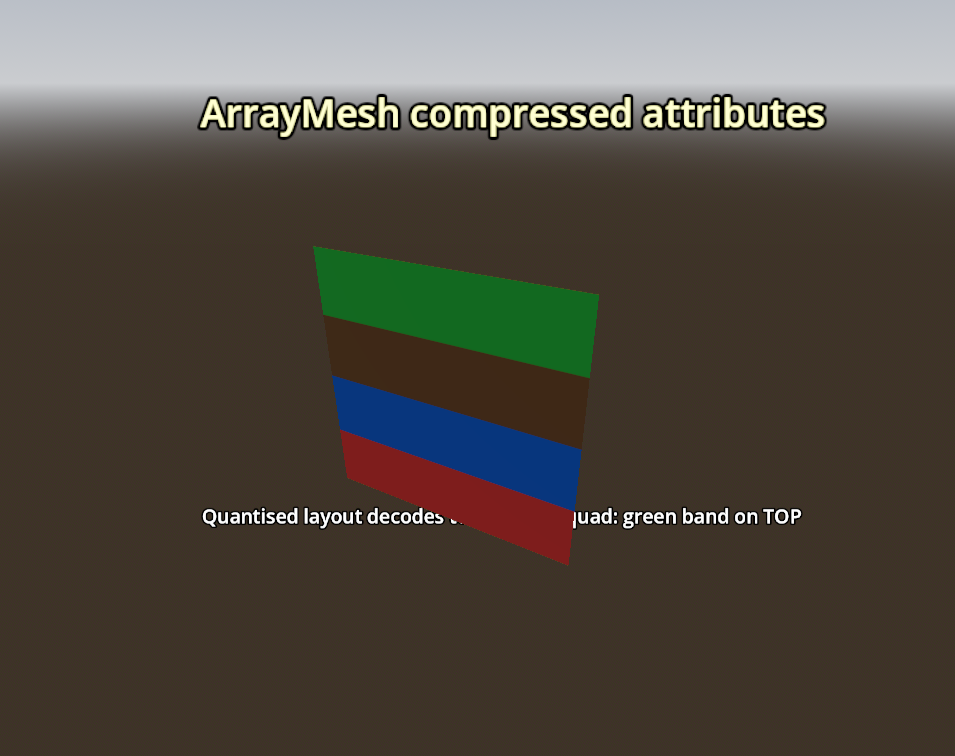 ArrayMesh compressed attributes
Quantised layout decodes quad: green band on TOP